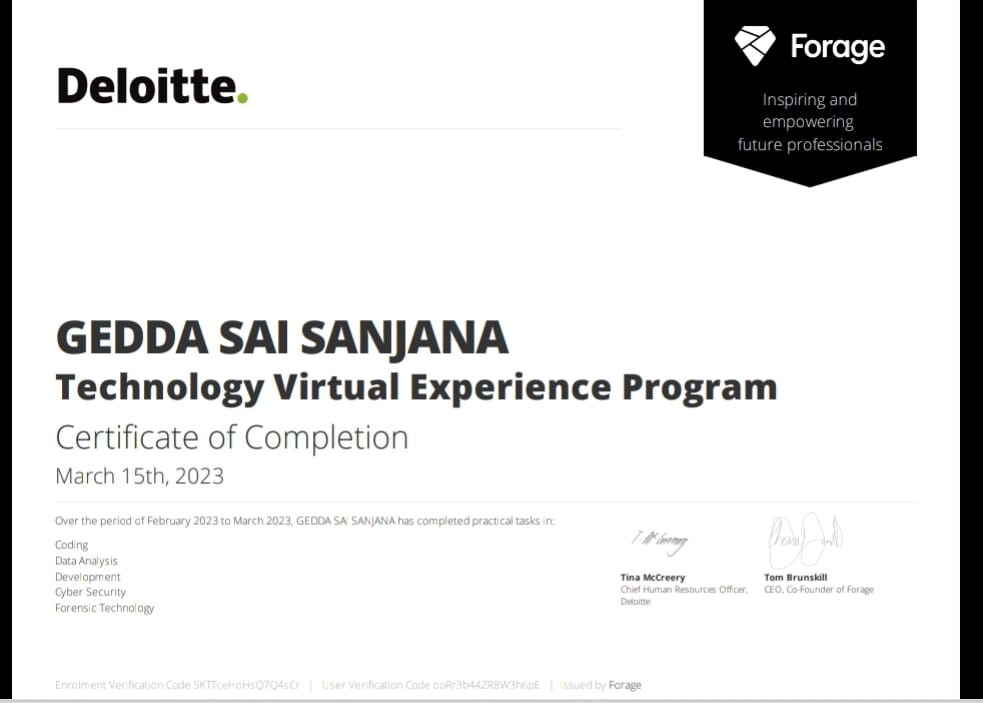 Deloitte.
Forage
Inspiring and
empowering
future professionals
GEDDA SAI SANJANA
Technology Virtual Experience Program
Certificate of Completion
March 15th, 2023
Over the period of February 2023 to March 2023, GEDDA SAI SANJANA has completed practical tasks in:
Coding
Data Analysis
Development
Cyber Security
Forensic Technology
Tina McCreery
Chief Human Resources Officer,
Deloitte
Tom Brunskill
CEO, Co-Founder of Forage
Enrolment Verification Code | User Verification Code | Issued by Forage